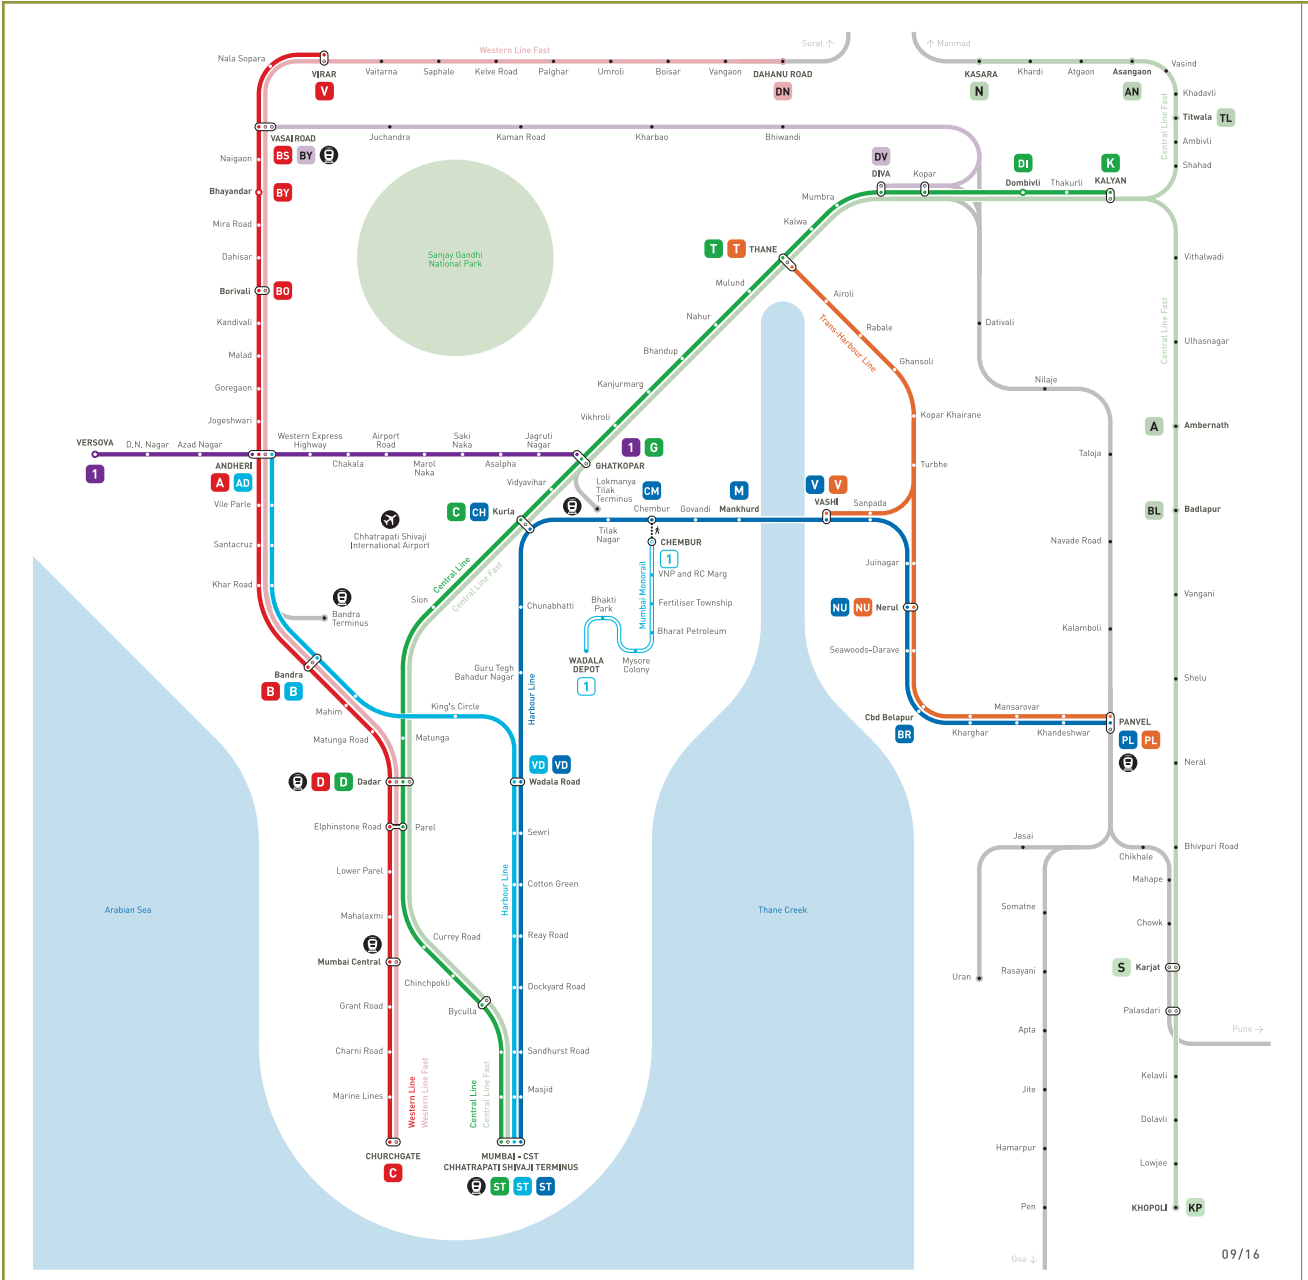 Surat ↑
↑ Manmad
Western Line Fast
Nala Sopara
VIRAR
V
Vaitarna
Saphale
Kelve Road
Palghar
Umroli
Boisar
Vangaon
DAHANU ROAD
DN
KASARA
N
Khardi
Atgaon
Asangaon
AN
Vasind
Khadavli
Titwala
TL
Ambivli
Shahad
Central Line Fast
VASAI ROAD
BS
BY
Juchandra
Kaman Road
Kharbao
Bhiwandi
Naigaon
Bhayandar
BY
Mira Road
Dahisar
Borivali
BO
Kandivali
Malad
Goregaon
Jogeshwari
Sanjay Gandhi
National Park
DV
DIVA
Kopar
DI
Dombivli
Thakurli
K
KALYAN
Mumbra
Kalwa
T
T
THANE
Mulund
Nahur
Bhandup
Kanjurmarg
Vikhroli
Airoli
Rabale
Ghansoli
Trans-Harbour Line
Kopar Khairane
Turbhe
Dativali
Nilaje
Taloja
Navade Road
Kalamboli
Vithalwadi
Central Line Fast
Ulhasnagar
A
Ambernath
BL
Badlapur
Vangani
Shelu
Neral
Bhivpuri Road
VERSOVA
1
D.N. Nagar
Azad Nagar
ANDHERI
A
AD
Western Express
Highway
Chakala
Airport
Road
Marol
Naka
Saki
Naka
Asalpha
Jagruti
Nagar
1
G
GHATKOPAR
Vidyavihar
Lokmanya
Tilak
Terminus
C
CH
Kurla
Tilak
Nagar
CM
Chembur
Govandi
M
Mankhurd
V
V
VASHI
Sanpada
Vile Parle
Santacruz
Khar Road
Chhatrapati Shivaji
International Airport
Bandra
Terminus
Bandra
B
B
Mahim
Matunga Road
Sion
Central Line
Central Line Fast
CHEMBUR
1
VNP and RC Marg
Fertiliser Township
Bharat Petroleum
Mumbai Monorail
Mysore
Colony
Bhakti
Park
WADALA
DEPOT
1
Chunabhatti
Guru Tegh
Bahadur Nagar
Harbour Line
King's Circle
Matunga
Juinagar
NU
NU
Nerul
Seawoods-Darave
Cbd Belapur
BR
Kharghar
Mansarovar
Khandeshwar
PANVEL
PL
PL
D
D
Dadar
VD
VD
Wadala Road
Elphinstone Road
Parel
Lower Parel
Mahalaxmi
Mumbai Central
Grant Road
Charni Road
Marine Lines
Western Line
Western Line Fast
CHURCHGATE
C
Currey Road
Chinchpokli
Byculla
Central Line
Central Line Fast
Sewri
Cotton Green
Harbour Line
Reay Road
Dockyard Road
Sandhurst Road
Masjid
MUMBAI - CST
CHHATRAPATI SHIVAJI TERMINUS
ST
ST
ST
Arabian Sea
Thane Creek
Jasai
Uran
Somatne
Rasayani
Apta
Jite
Hamarpur
Pen
Goa ↓
Chikhale
Mahape
Chowk
S
Karjat
Palasdari
Pune →
Kelavli
Dolavli
Lowjee
KHOPOLI
KP
09/16